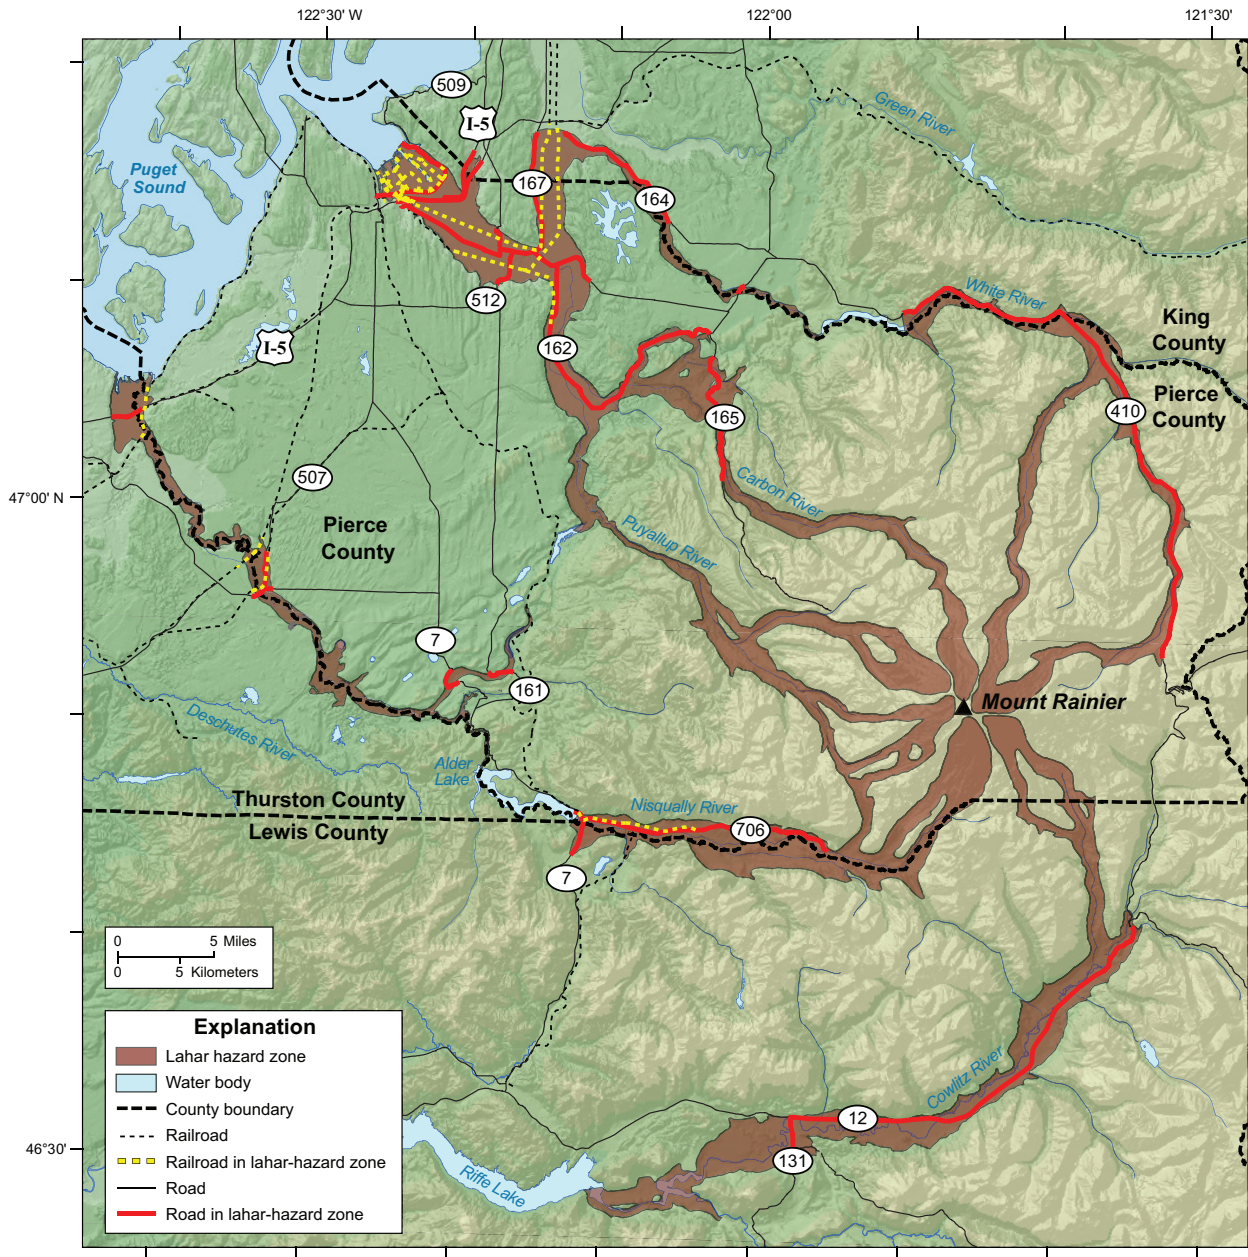 122°30' W
122°00
121°30'
509
Green River
I-5
Puget
Sound
167
164
White River
512
King
County
I-5
162
Pierce
County
410
165
507
47°00' N
Carbon River
Pierce
County
Puyallup River
7
161
Mount Rainier
Deschutes River
Alder
Lake
Thurston County
Nisqually River
Lewis County
706
7
0 5 Miles
0 5 Kilometers
Explanation
Lahar hazard zone
Water body
County boundary
Railroad
Railroad in lahar-hazard zone
Road
Road in lahar-hazard zone
Cowlitz River
12
46°30'
131
Riffe Lake